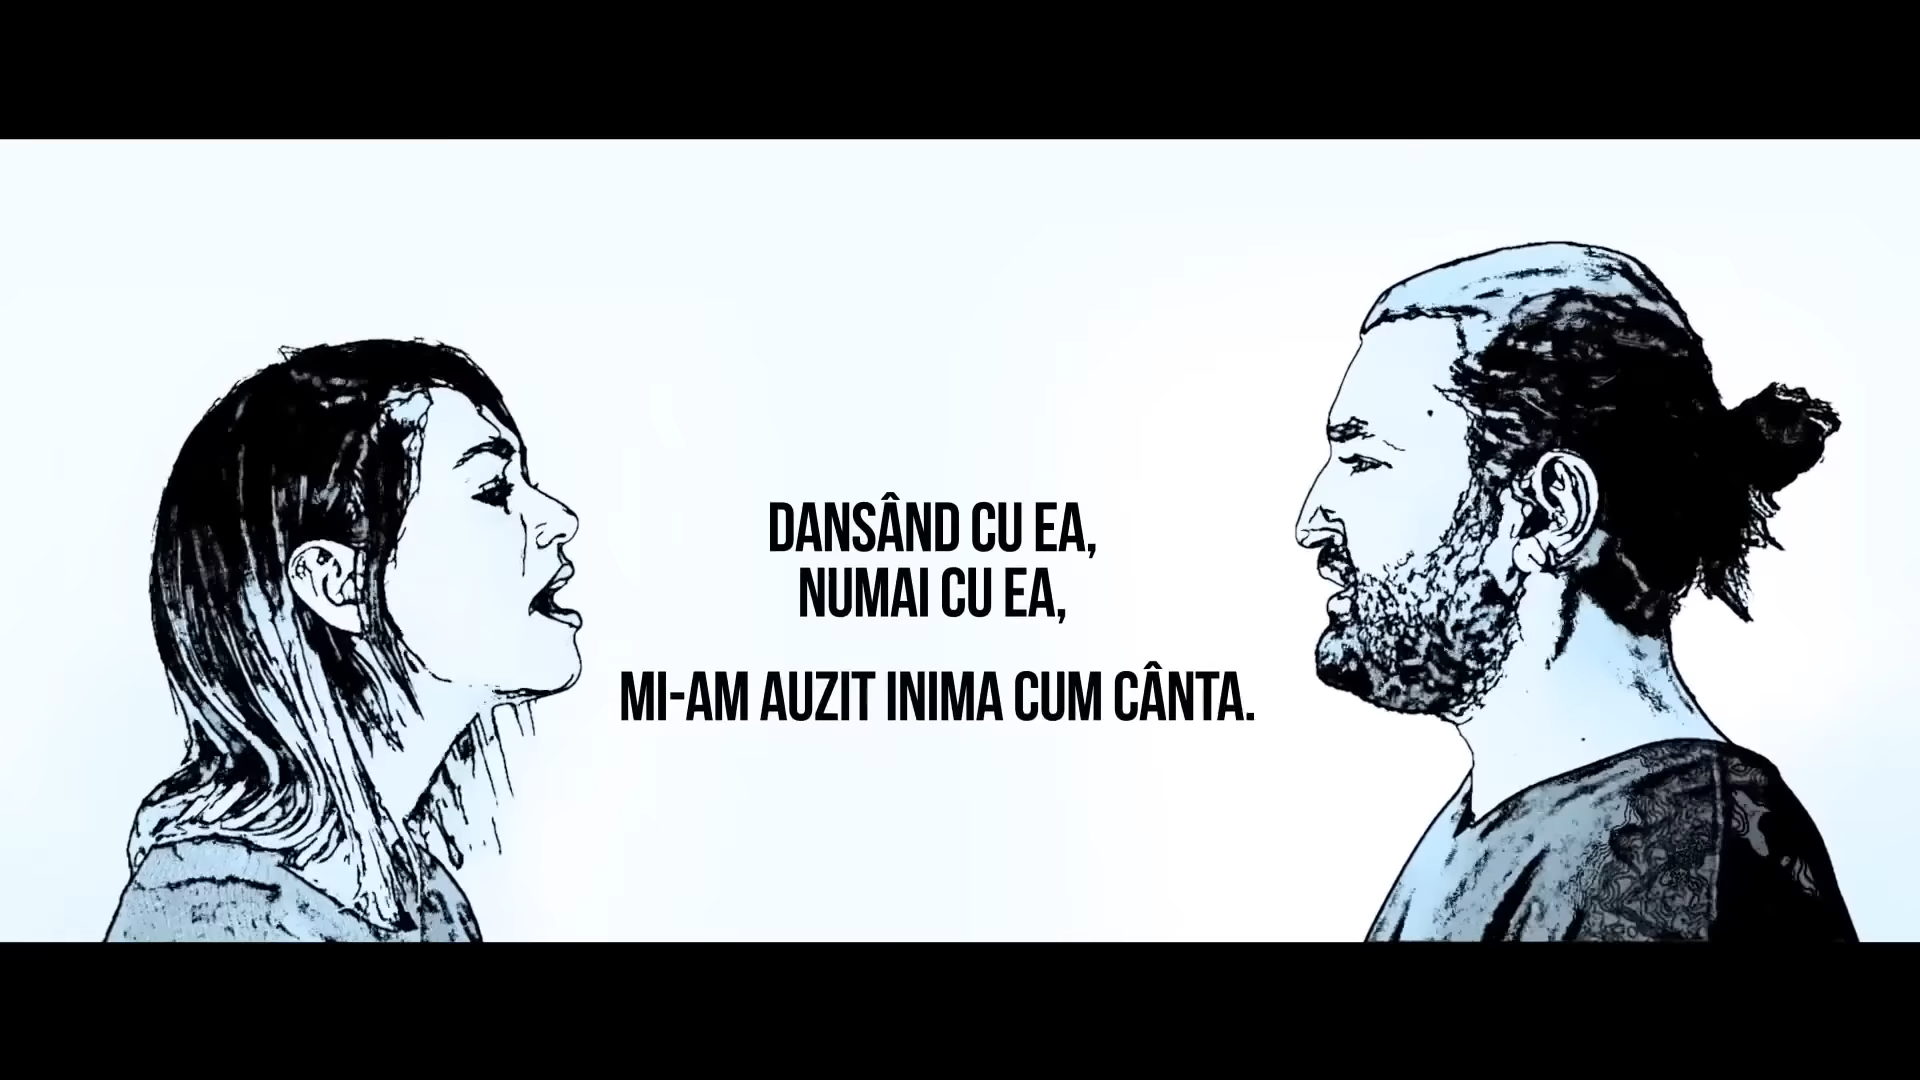 DANSÂND CU EA,
NUMAI CU EA,
MI-AM AUZIT INIMA CUM CÂNTA.